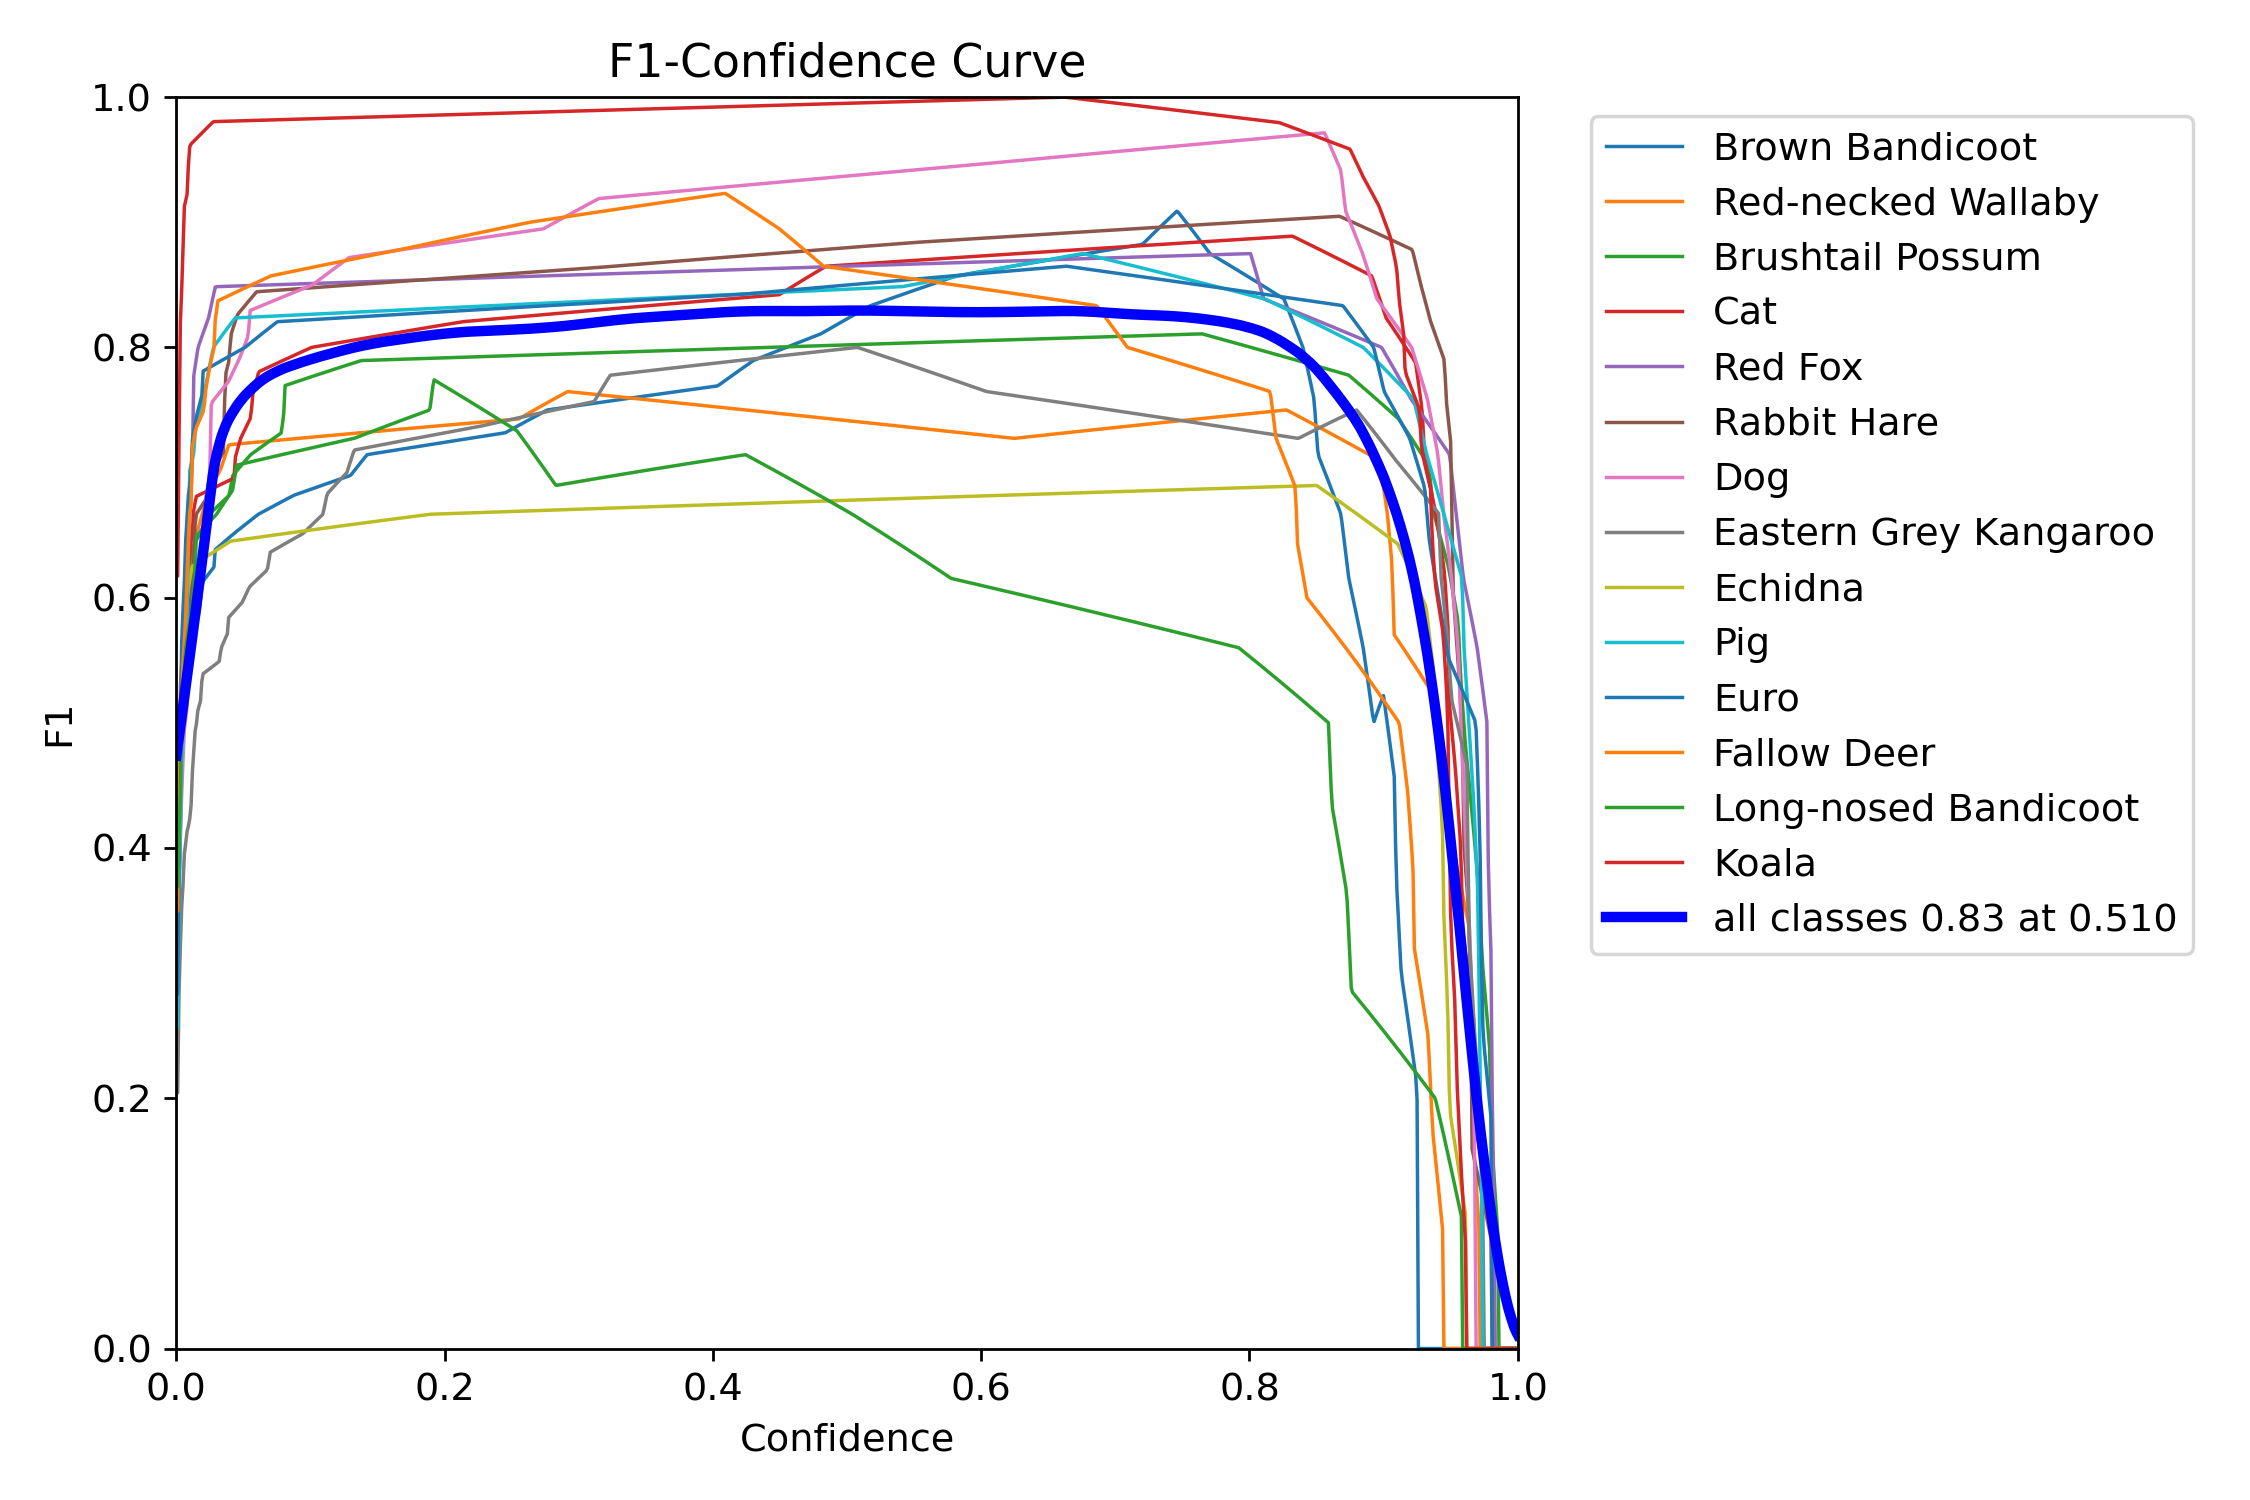 F1-Confidence Curve
1.0
0.8
0.6
0.4
0.2
0.0
F1
0.0 0.2 0.4 0.6 0.8 1.0
Confidence
Brown Bandicoot
Red-necked Wallaby
Brushtail Possum
Cat
Red Fox
Rabbit Hare
Dog
Eastern Grey Kangaroo
Echidna
Pig
Euro
Fallow Deer
Long-nosed Bandicoot
Koala
all classes 0.83 at 0.510